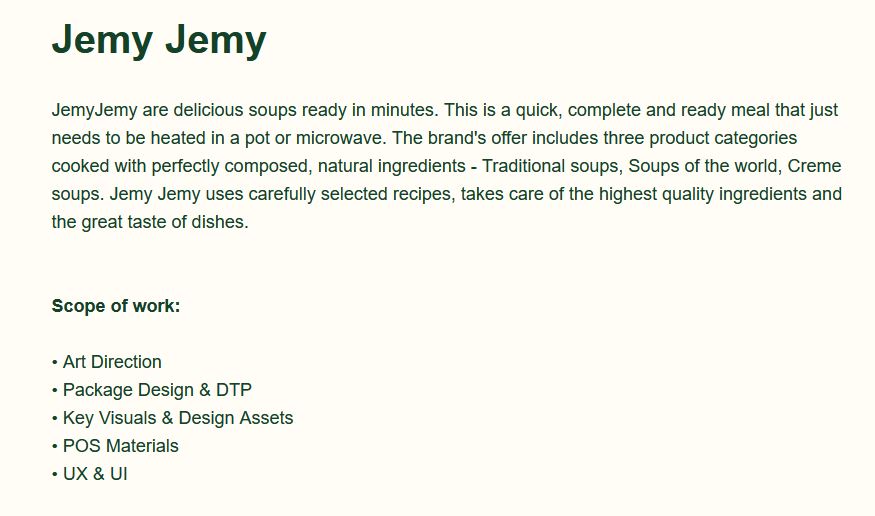 Jemy Jemy
JemyJemy are delicious soups ready in minutes. This is a quick, complete and ready meal that just
needs to be heated in a pot or microwave. The brand's offer includes three product categories
cooked with perfectly composed, natural ingredients - Traditional soups, Soups of the world, Creme
soups. Jemy Jemy uses carefully selected recipes, takes care of the highest quality ingredients and
the great taste of dishes.
Scope of work:
• Art Direction
• Package Design & DTP
• Key Visuals & Design Assets
• POS Materials
• UX & UI